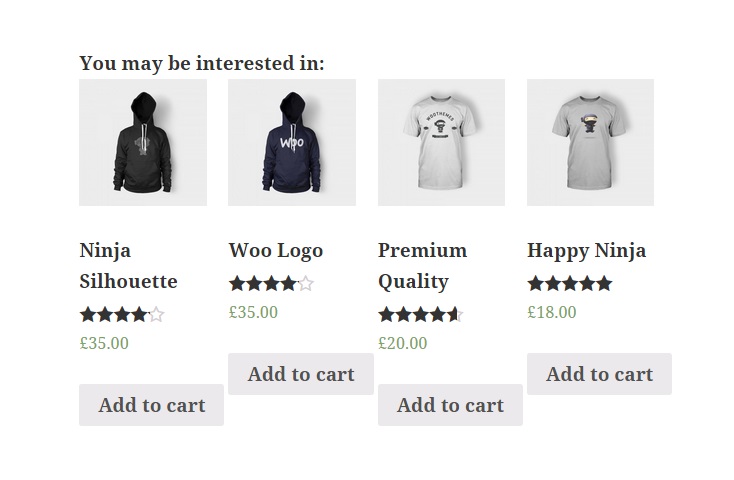 You may be interested in:
Woo
WOOTHEMES
Ninja
Silhouette
£35.00
Add to cart
Woo Logo
£35.00
Add to cart
Premium
Quality
£20.00
Add to cart
Happy Ninja
£18.00
Add to cart